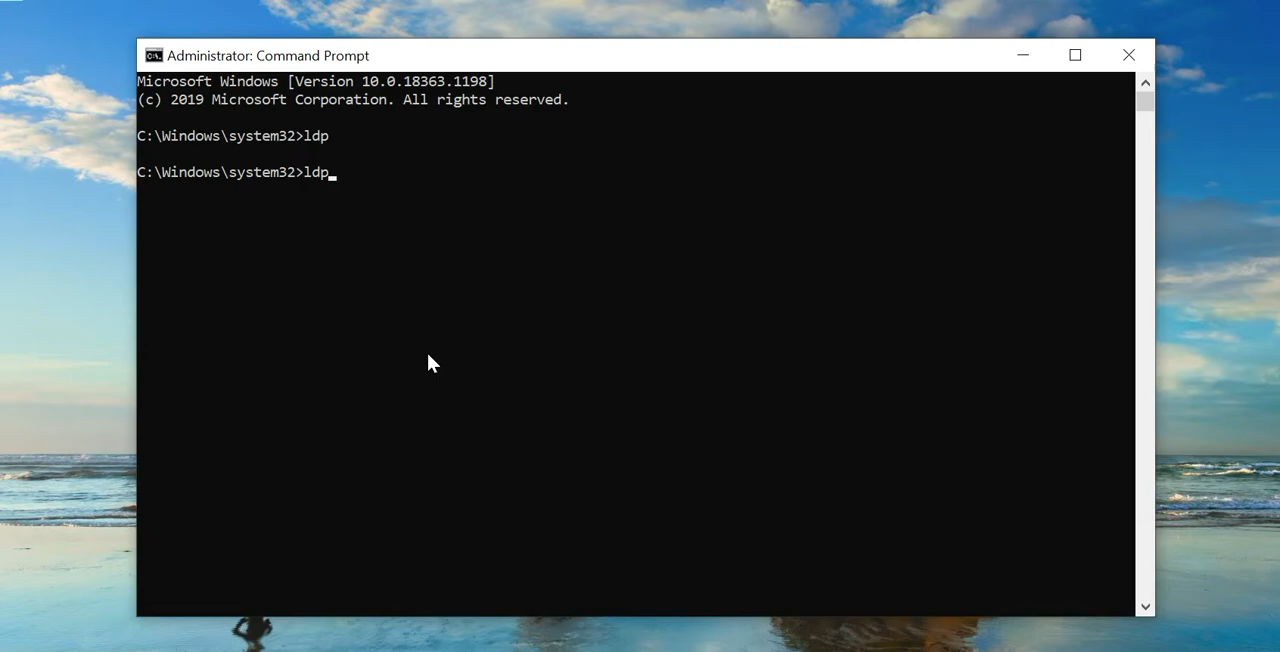 Administrator: Command Prompt
Microsoft Windows [Version 10.0.18363.1198]
(c) 2019 Microsoft Corporation. All rights reserved.
C:\Windows\system32>ldp
C:\Windows\system32>ldp